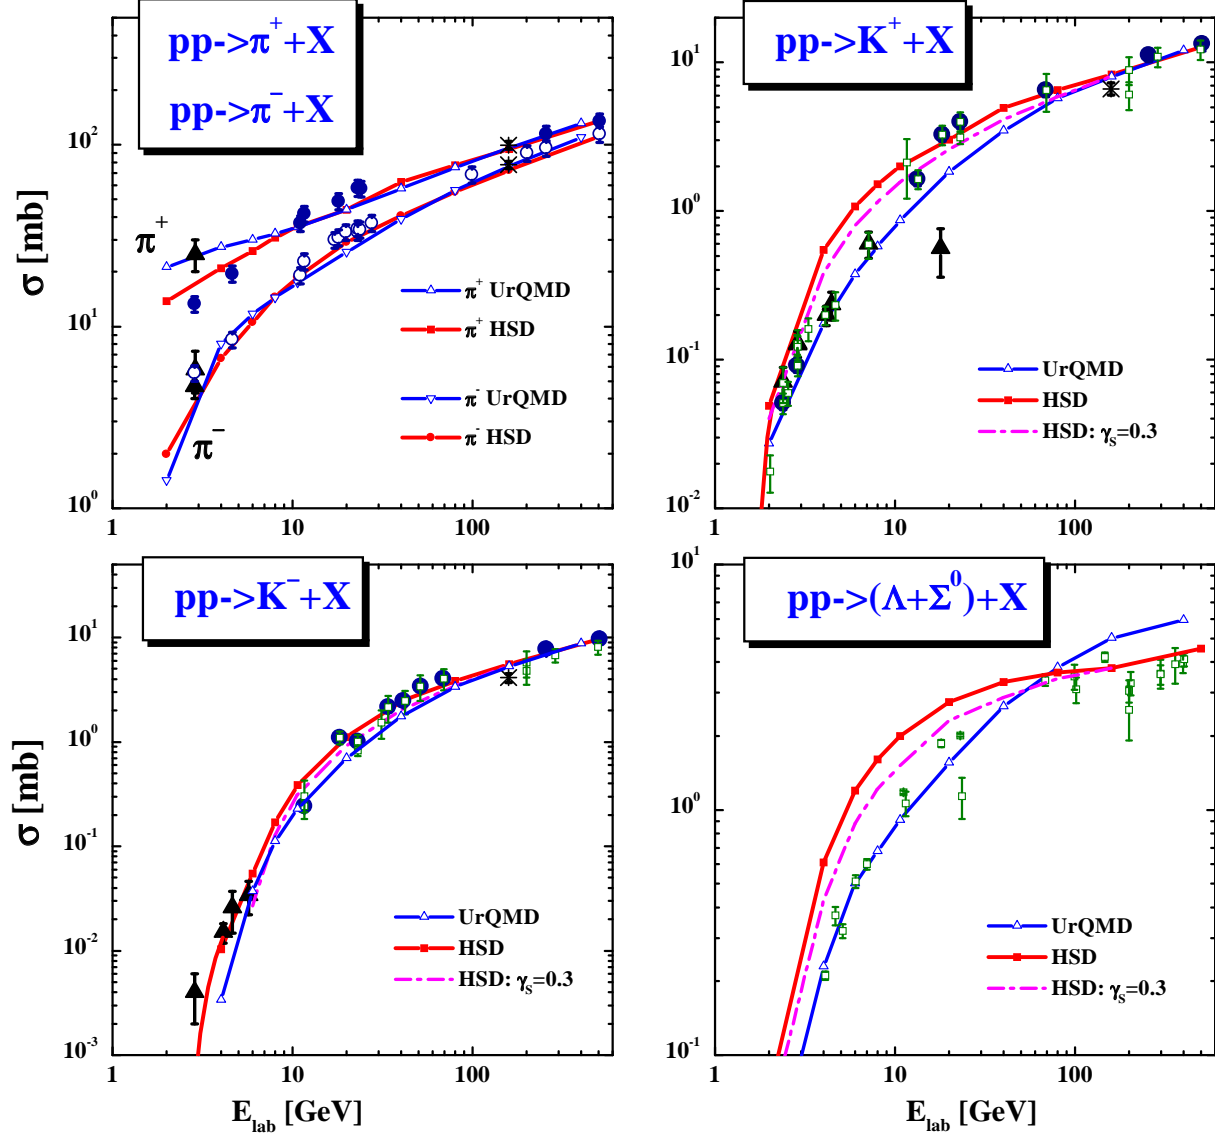 pp->π⁺+X
pp->π⁻+X
σ [mb]
10²
10¹
10⁰
π⁺
π⁻
π⁺ UrQMD
π⁺ HSD
π⁻ UrQMD
π⁻ HSD
1 10 100
pp->K⁺+X
10¹
10⁰
10⁻¹
10⁻²
UrQMD
HSD
HSD: γₛ=0.3
1 10 100
pp->K⁻+X
σ [mb]
10¹
10⁰
10⁻¹
10⁻²
10⁻³
UrQMD
HSD
HSD: γₛ=0.3
1 10 100
E_lab [GeV]
pp->(Λ+Σ⁰)+X
10¹
10⁰
10⁻¹
UrQMD
HSD
HSD: γₛ=0.3
1 10 100
E_lab [GeV]